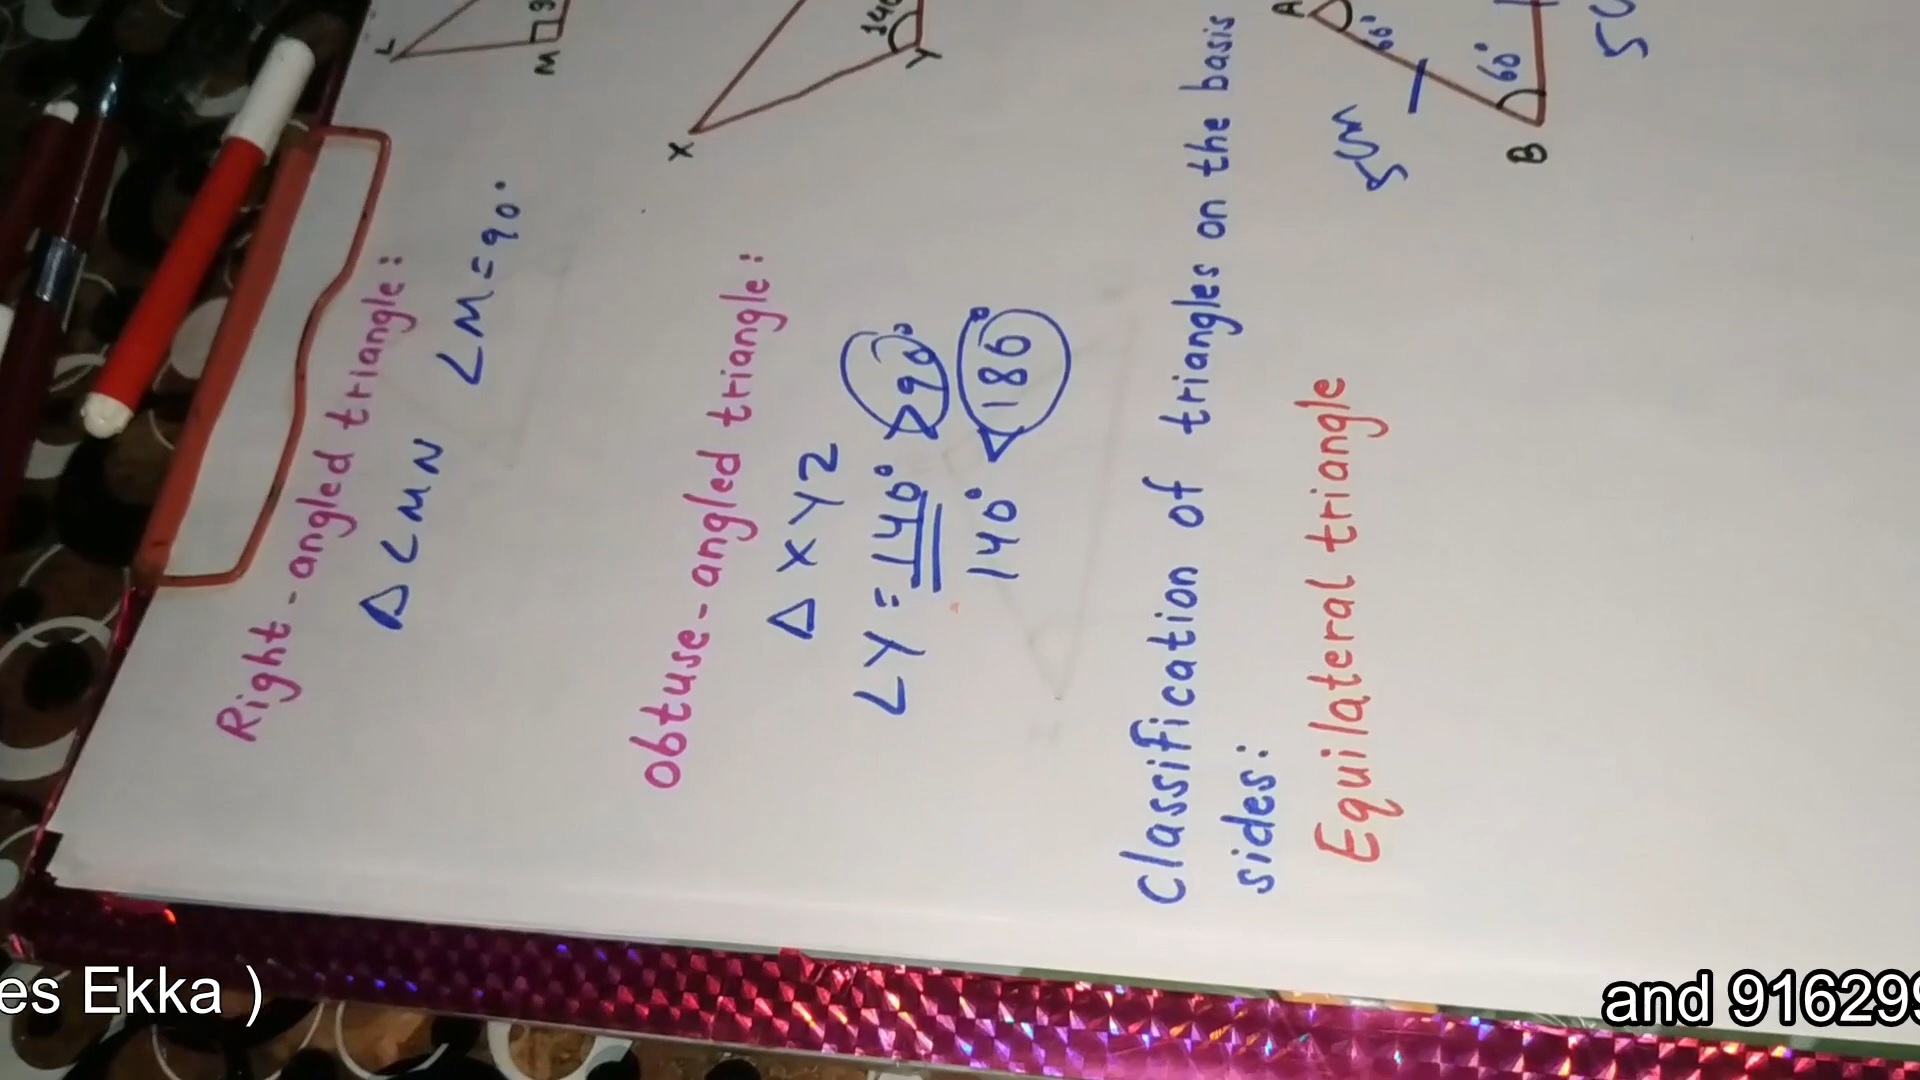 Right-angled triangle:
Δ LMN ∠M=90°
L
M
Obtuse-angled triangle:
Δ XYZ
∠Y = 140° > 90°
140° < 180°
X
Y
140
Classification of triangles on the basis
sides:
Equilateral triangle
A
60°
60°
B
5cm
es Ekka )
and 916299